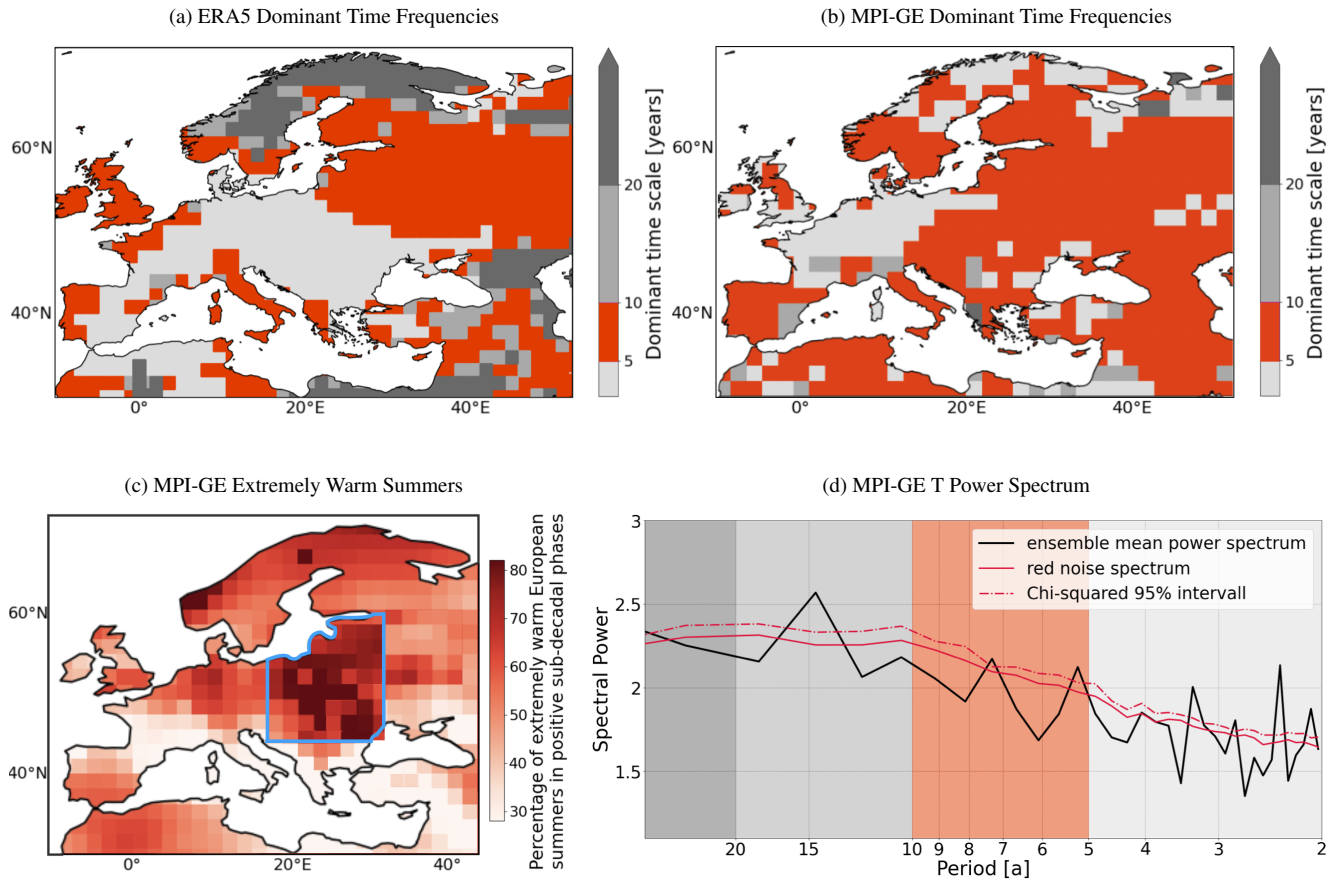 (a) ERA5 Dominant Time Frequencies
(b) MPI-GE Dominant Time Frequencies
60°N
40°N
0°
20°E
40°E
20
10
5
Dominant time scale [years]
60°N
40°N
0°
20°E
40°E
20
10
5
Dominant time scale [years]
(c) MPI-GE Extremely Warm Summers
(d) MPI-GE T Power Spectrum
60°N
40°N
0°
20°E
40°E
80
70
60
50
40
30
Percentage of extremely warm European
summers in positive sub-decadal phases
3
2.5
2
1.5
Spectral Power
ensemble mean power spectrum
red noise spectrum
Chi-squared 95% intervall
20
15
10
9
8
7
6
5
4
3
2
Period [a]